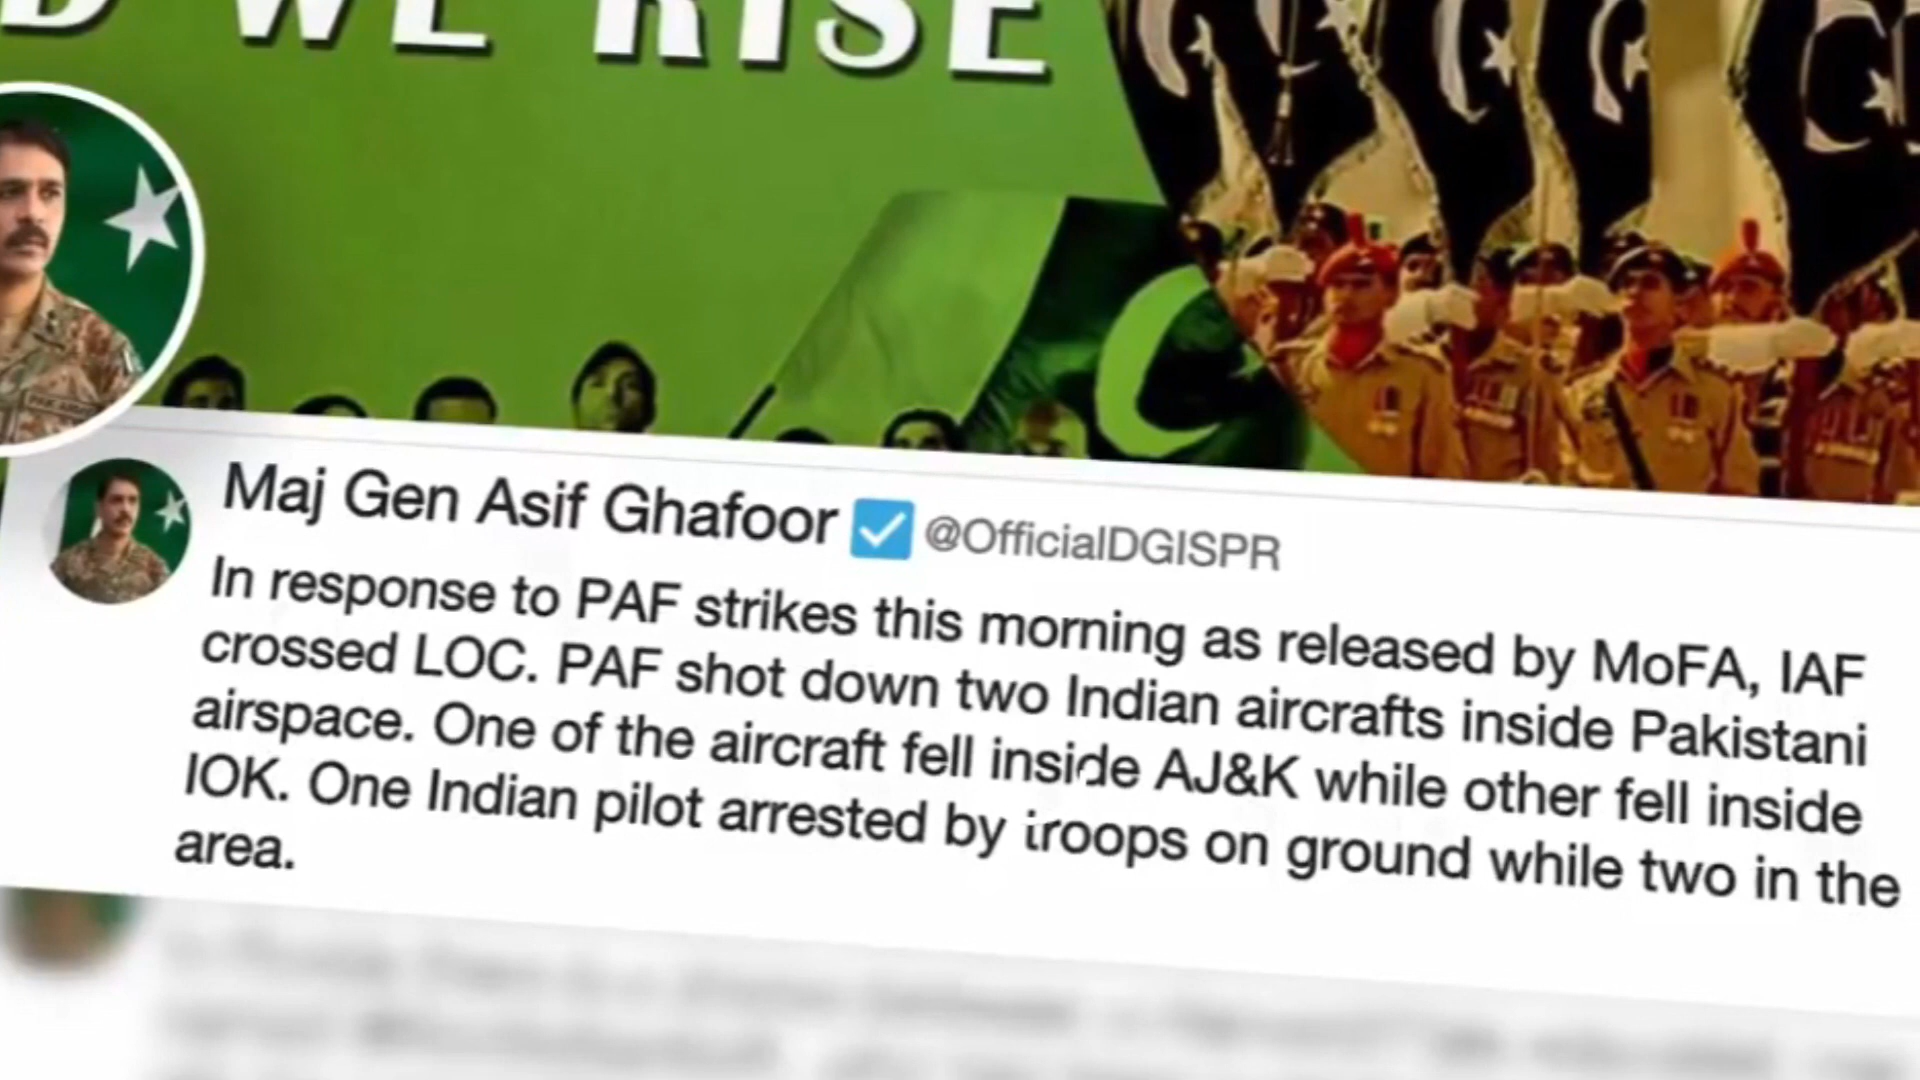 WE RISE
Maj Gen Asif Ghafoor @OfficialDGISPR
In response to PAF strikes this morning as released by MoFA, IAF
crossed LOC. PAF shot down two Indian aircrafts inside Pakistani
airspace. One of the aircraft fell inside AJ&K while other fell inside
IOK. One Indian pilot arrested by troops on ground while two in the
area.